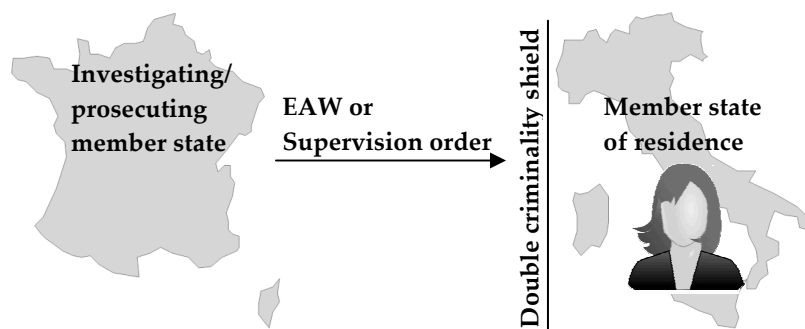 Investigating/
prosecuting
member state
EAW or
Supervision order
Double criminality shield
Member state
of residence